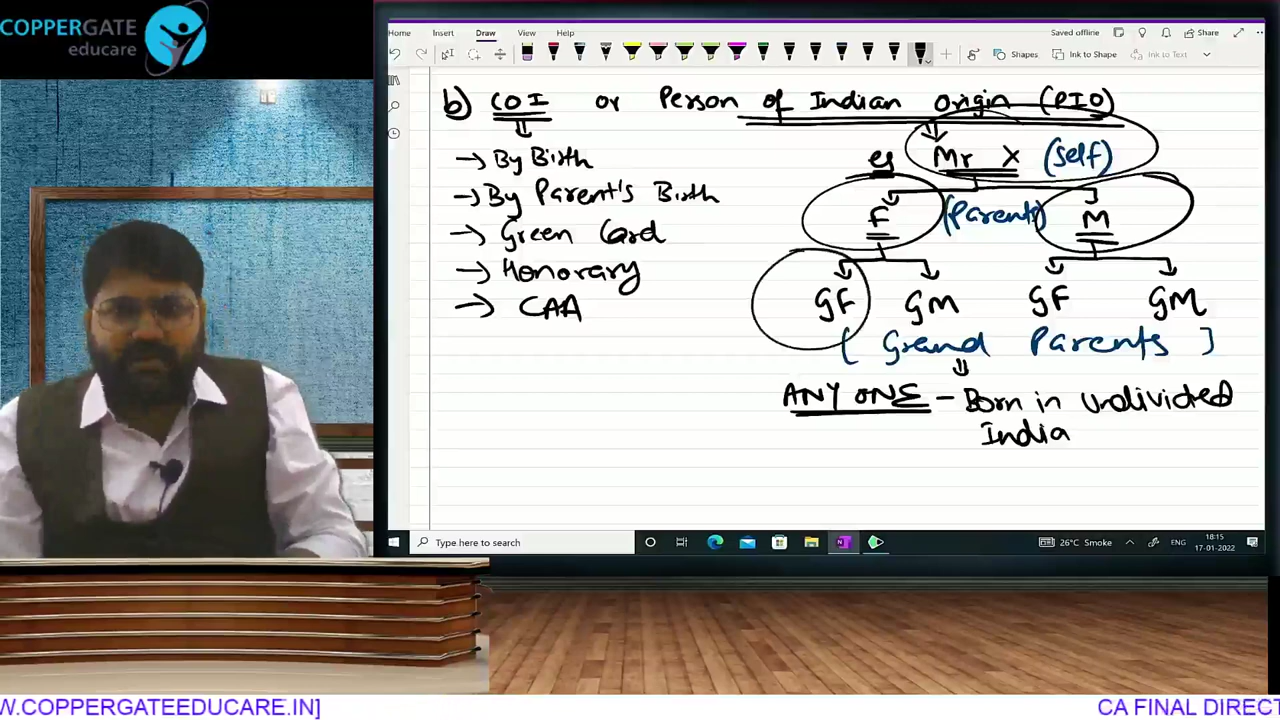 COPPERGATE
educare
Home Insert Draw View Help
Saved offline
Share
Shapes
Ink to Shape
Ink to Text
b) COI or Person of Indian origin (PIO)
→ By Birth
→ By Parent's Birth
→ Green Card
→ Honorary
→ CAA
eg Mr X (Self)
F (Parents) M
GF GM GF GM
( Grand Parents ]
ANY ONE - Born in undivided
India
Type here to search
26°C Smoke
ENG
18:15
17-01-2022
W.COPPERGATEEDUCARE.IN]
CA FINAL DIRECT